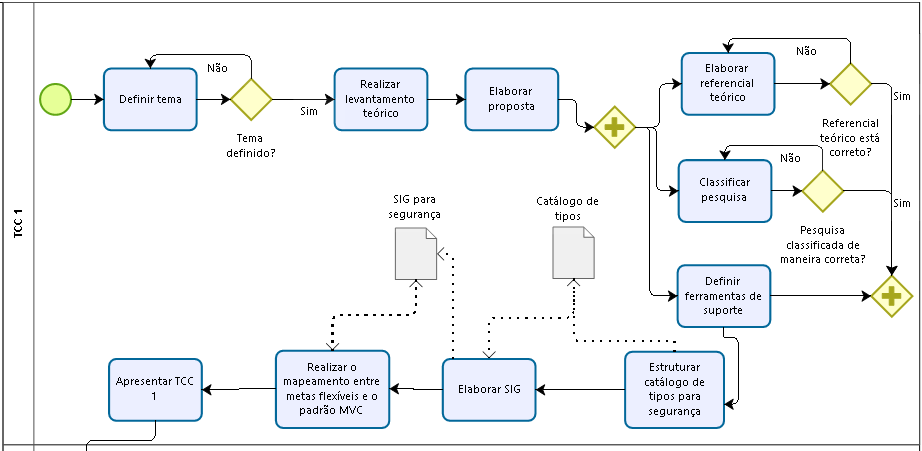 TCC 1
Definir tema
Não
Tema
definido?
Sim
Realizar
levantamento
teórico
Elaborar
proposta
Elaborar
referencial
teórico
Não
Referencial
teórico está
correto?
Sim
Classificar
pesquisa
Não
Pesquisa
classificada de
maneira correta?
Sim
Definir
ferramentas de
suporte
SIG para
segurança
Catálogo de
tipos
Estruturar
catálogo de
tipos para
segurança
Elaborar SIG
Realizar o
mapeamento entre
metas flexíveis e o
padrão MVC
Apresentar TCC
1